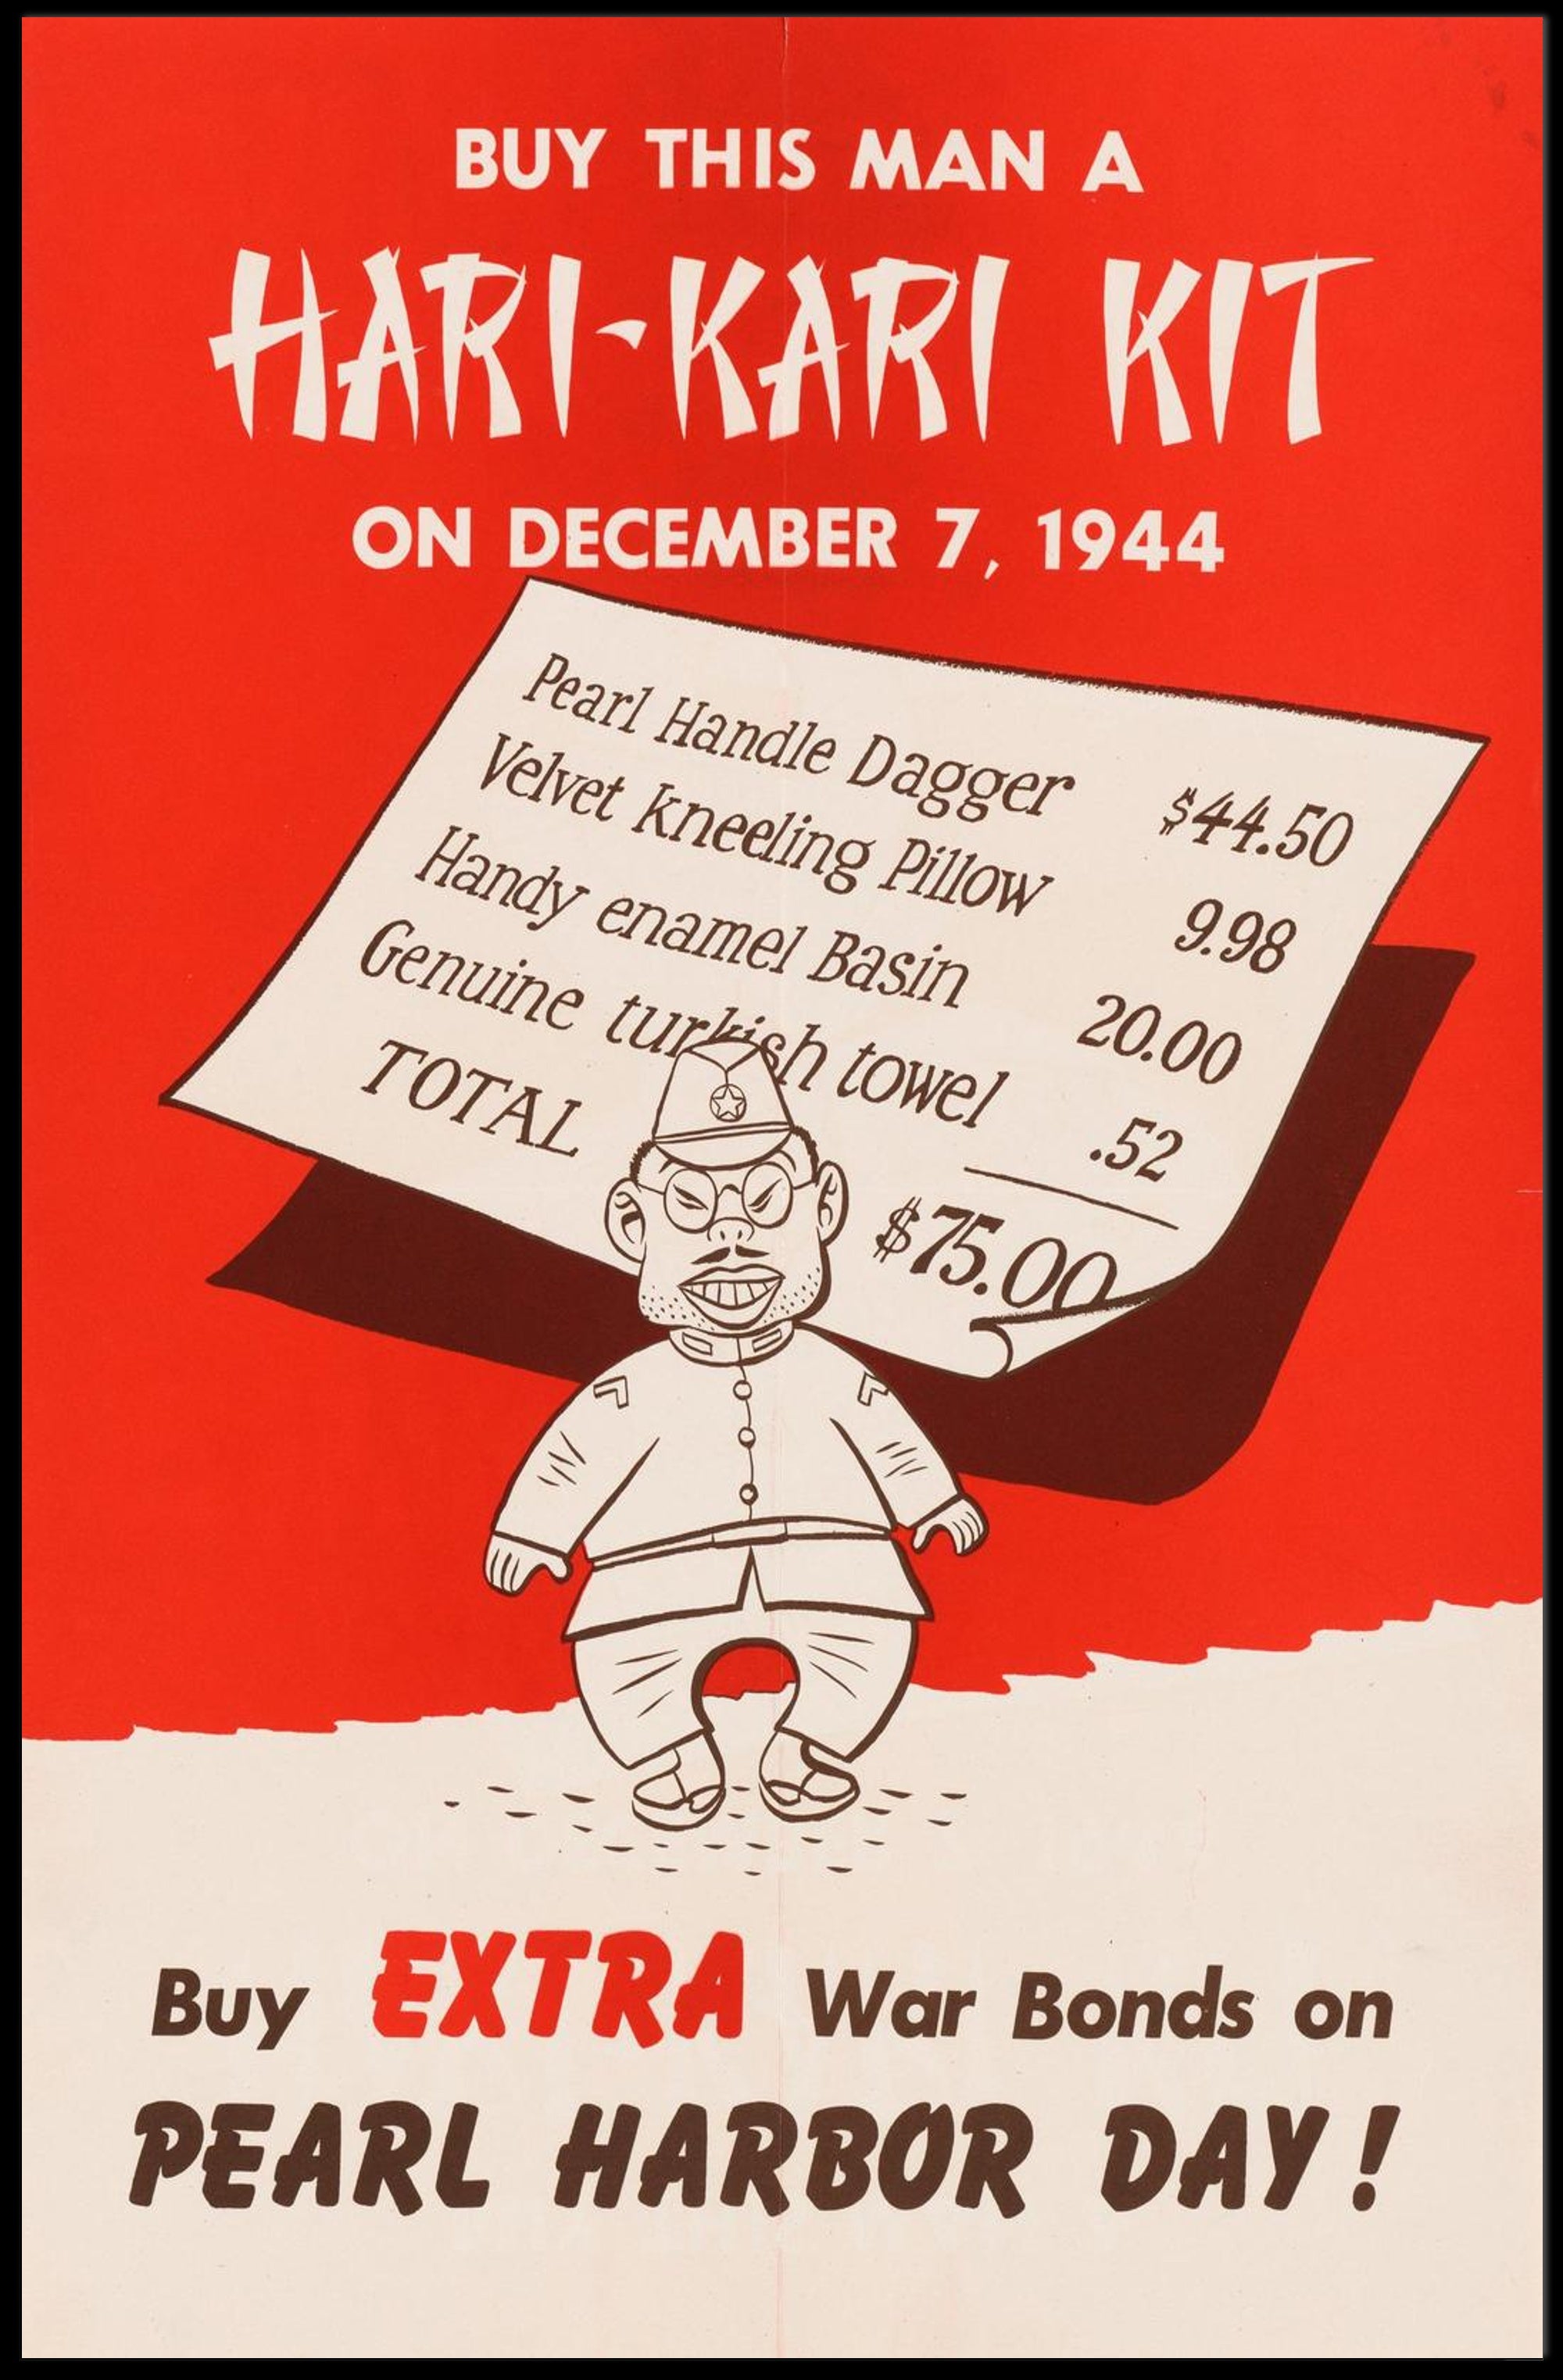 BUY THIS MAN A
HARI-KARI KIT
ON DECEMBER 7, 1944
Pearl Handle Dagger $44.50
Velvet kneeling Pillow 9.98
Handy enamel Basin 20.00
Genuine turkish towel .52
TOTAL $75.00
Buy EXTRA War Bonds on
PEARL HARBOR DAY!